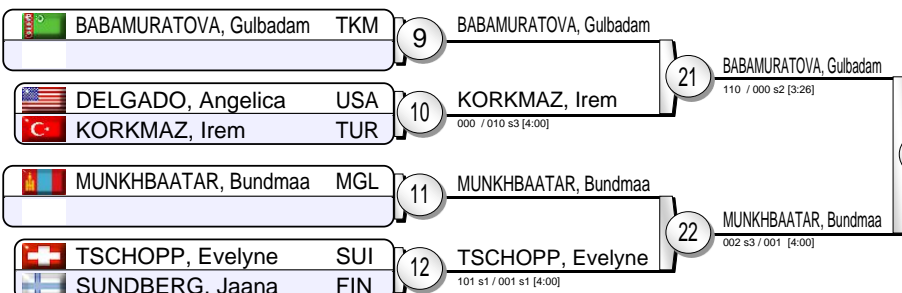 BABAMURATOVA, Gulbadam TKM
9
BABAMURATOVA, Gulbadam
21
BABAMURATOVA, Gulbadam
110 / 000 s2 [3:26]
DELGADO, Angelica USA
KORKMAZ, Irem TUR
10
KORKMAZ, Irem
000 / 010 s3 [4:00]
MUNKHBAATAR, Bundmaa MGL
11
MUNKHBAATAR, Bundmaa
22
MUNKHBAATAR, Bundmaa
002 s3 / 001 [4:00]
TSCHOPP, Evelyne SUI
SUNDBERG, Jaana FIN
12
TSCHOPP, Evelyne
101 s1 / 001 s1 [4:00]